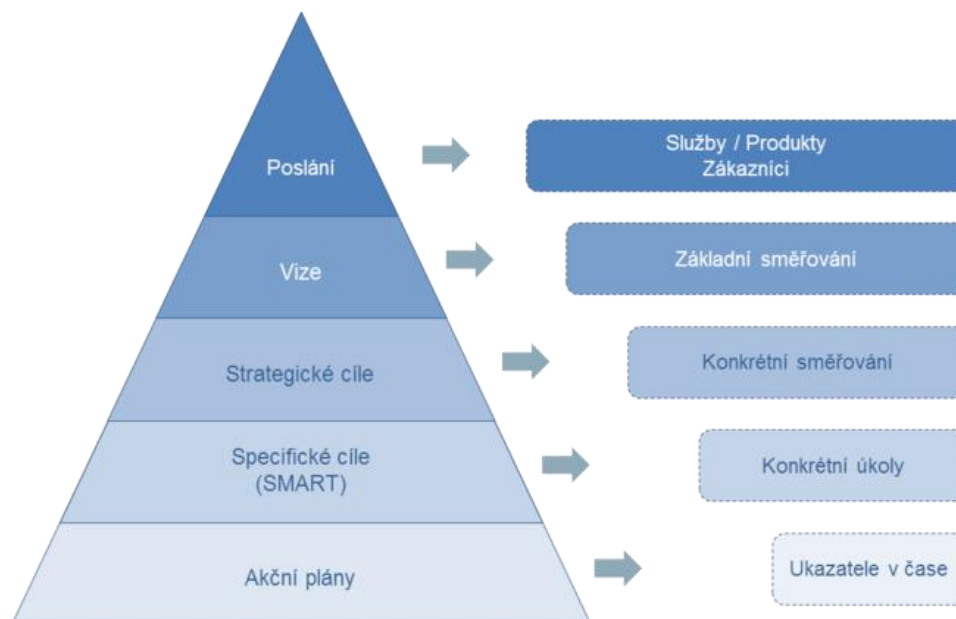 Poslání
Služby / Produkty
Zákazníci
Vize
Základní směřování
Strategické cíle
Konkrétní směřování
Specifické cíle
(SMART)
Konkrétní úkoly
Akční plány
Ukazatele v čase